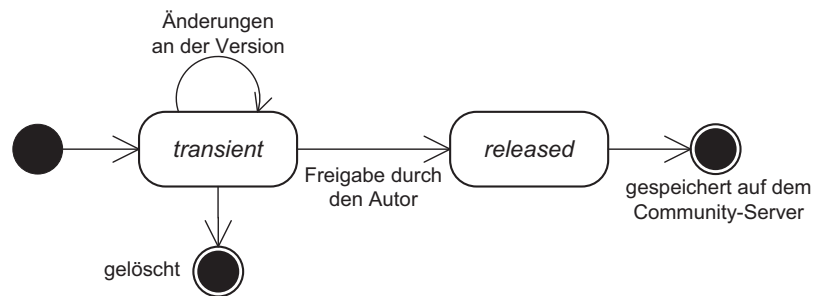 Änderungen
an der Version
transient
released
Freigabe durch
den Autor
gespeichert auf dem
Community-Server
gelöscht